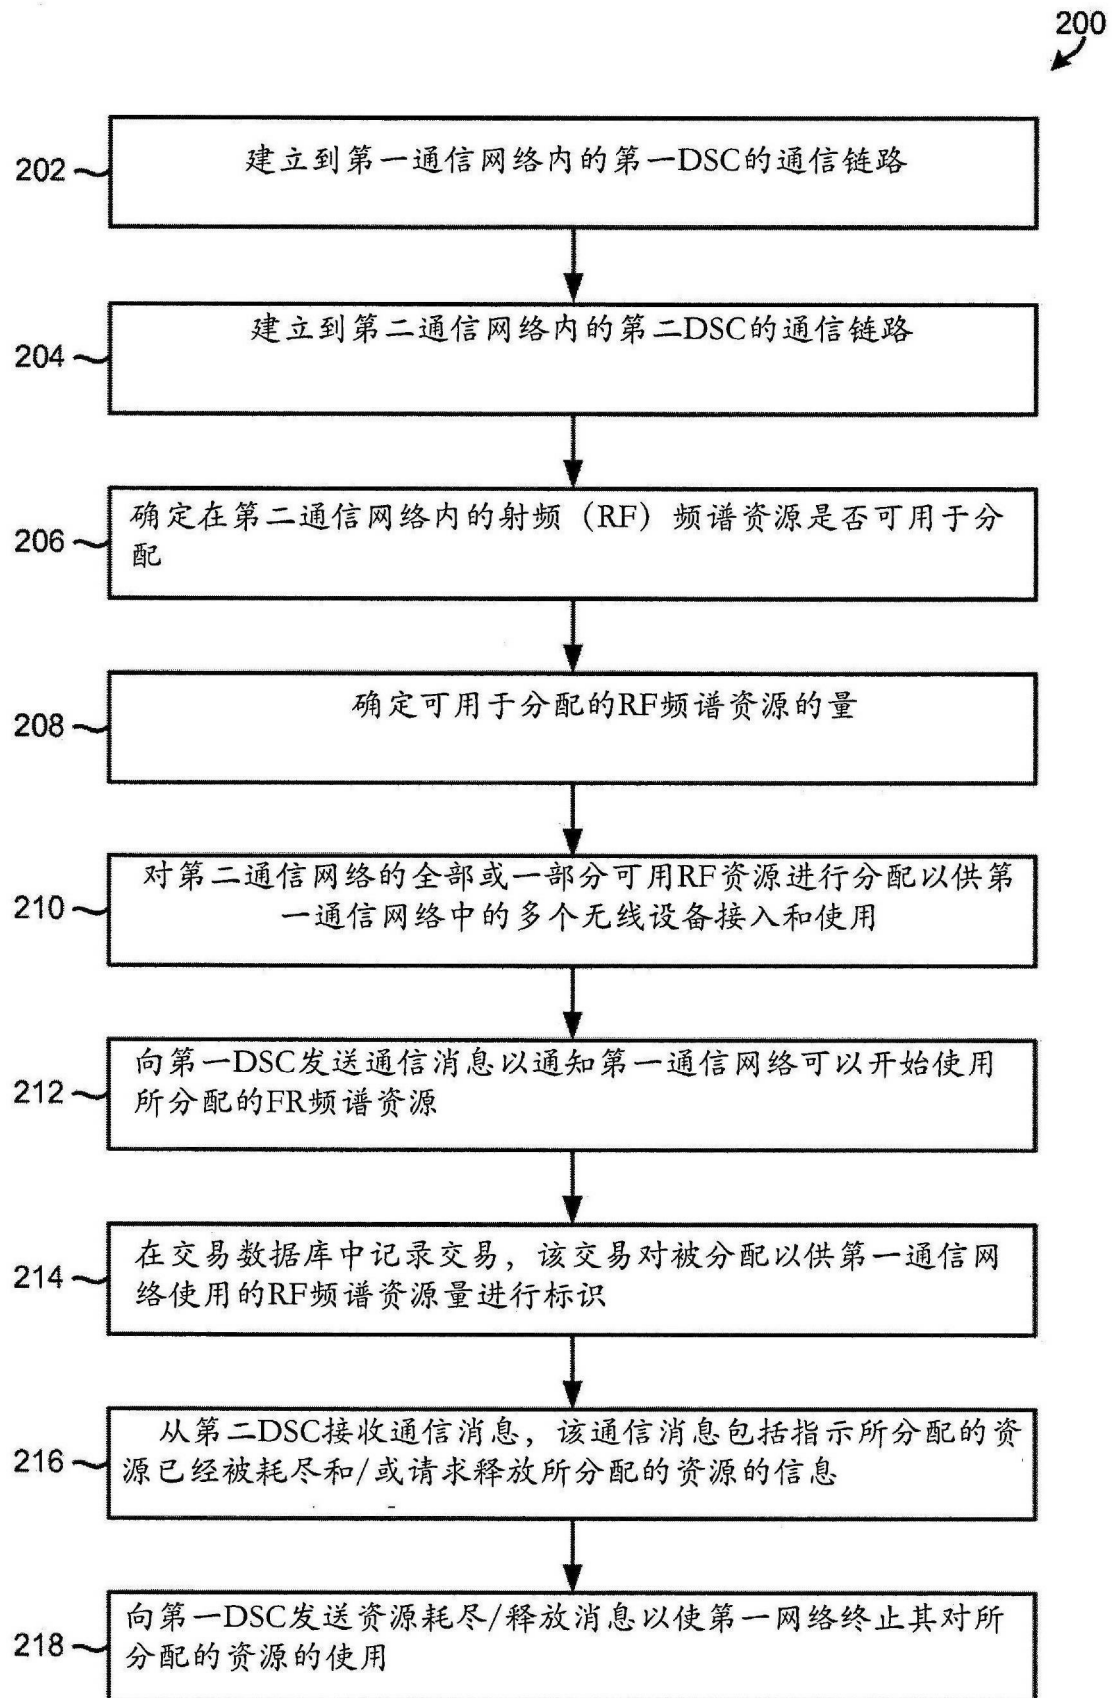 200
202
建立到第一通信网络内的第一DSC的通信链路
204
建立到第二通信网络内的第二DSC的通信链路
206
确定在第二通信网络内的射频（RF）频谱资源是否可用于分
配
208
确定可用于分配的RF频谱资源的量
210
对第二通信网络的全部或一部分可用RF资源进行分配以供第
一通信网络中的多个无线设备接入和使用
212
向第一DSC发送通信消息以通知第一通信网络可以开始使用
所分配的FR频谱资源
214
在交易数据库中记录交易，该交易对被分配以供第一通信网
络使用的RF频谱资源量进行标识
216
从第二DSC接收通信消息，该通信消息包括指示所分配的资
源已经被耗尽和/或请求释放所分配的资源的信息
218
向第一DSC发送资源耗尽/释放消息以使第一网络终止其对所
分配的资源的使用